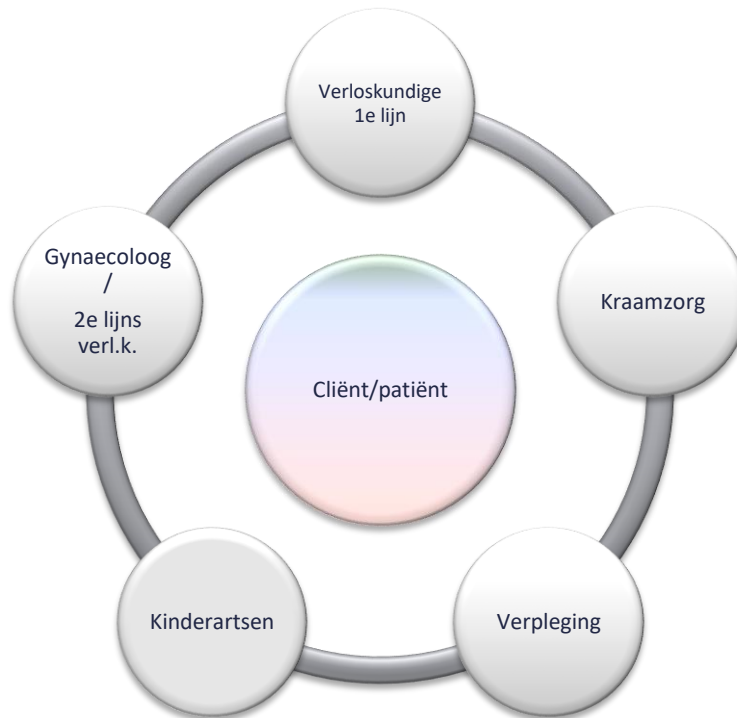 Verloskundige
1e lijn
Gynaecoloog
/
2e lijns
verl.k.
Kraamzorg
Cliënt/patiënt
Kinderartsen
Verpleging